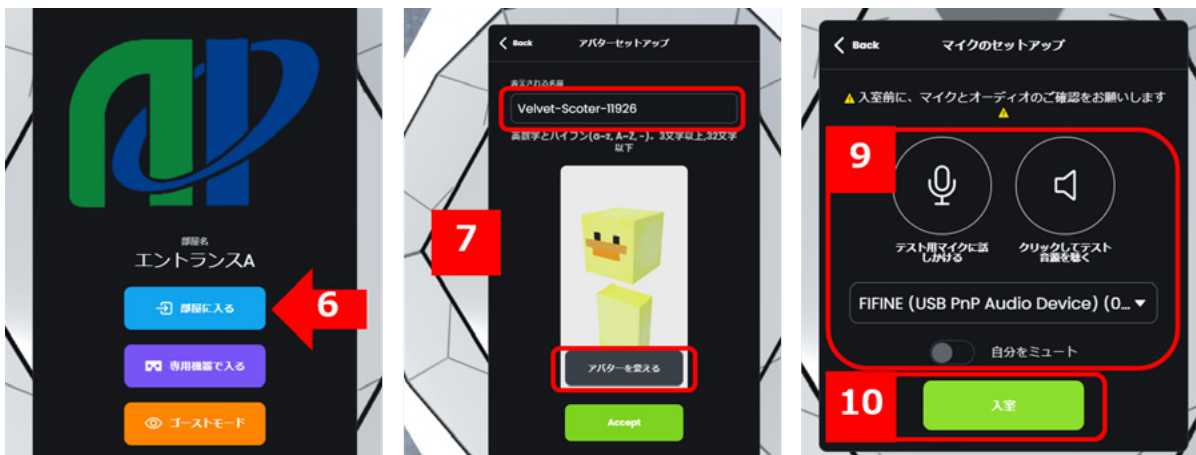 部屋名
エントランスA
部屋に入る
6
専用機器で入る
ゴーストモード
Back
アバターセットアップ
表示される名前
Velvet-Scoter-11926
英数字とハイフン(a~z, A~Z, -)。3文字以上,32文字
以下
7
アバターを変える
Accept
Back
マイクのセットアップ
入室前に、マイクとオーディオのご確認をお願いします
9
テスト用マイクに話
しかける
クリックしてテスト
音源を聴く
FIFINE (USB PnP Audio Device) (0...
自分をミュート
10
入室